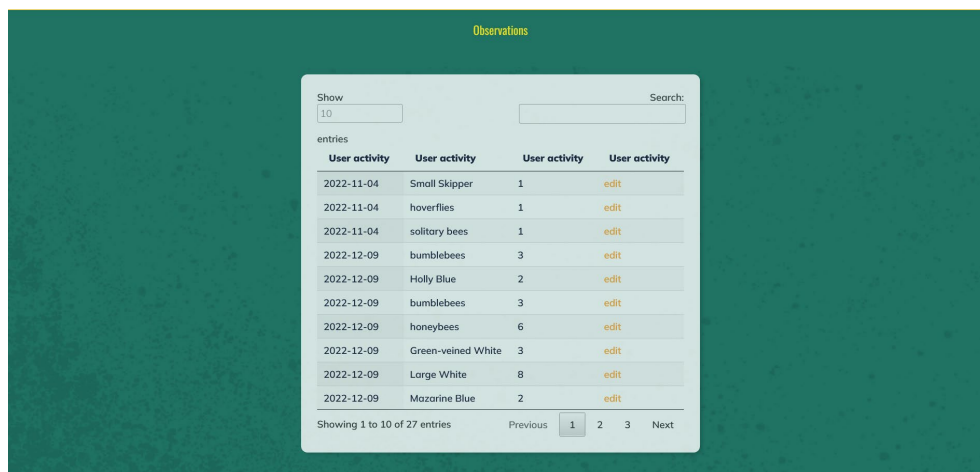 Observations
Show Search:
10
entries
User activity User activity User activity User activity
2022-11-04 Small Skipper 1 edit
2022-11-04 hoverflies 1 edit
2022-11-04 solitary bees 1 edit
2022-12-09 bumblebees 3 edit
2022-12-09 Holly Blue 2 edit
2022-12-09 bumblebees 3 edit
2022-12-09 honeybees 6 edit
2022-12-09 Green-veined White 3 edit
2022-12-09 Large White 8 edit
2022-12-09 Mazarine Blue 2 edit
Showing 1 to 10 of 27 entries Previous 1 2 3 Next